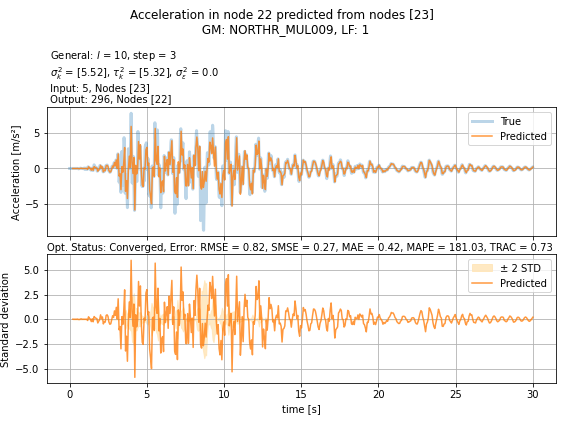 Acceleration in node 22 predicted from nodes [23]
GM: NORTHR_MUL009, LF: 1
General: l = 10, step = 3
σ²ₖ = [5.52], τ²ₖ = [5.32], σ²ε = 0.0
Input: 5, Nodes [23]
Output: 296, Nodes [22]
Acceleration [m/s²]
5
0
−5
True
Predicted
Opt. Status: Converged, Error: RMSE = 0.82, SMSE = 0.27, MAE = 0.42, MAPE = 181.03, TRAC = 0.73
Standard deviation
5.0
2.5
0.0
−2.5
−5.0
± 2 STD
Predicted
0 5 10 15 20 25 30
time [s]